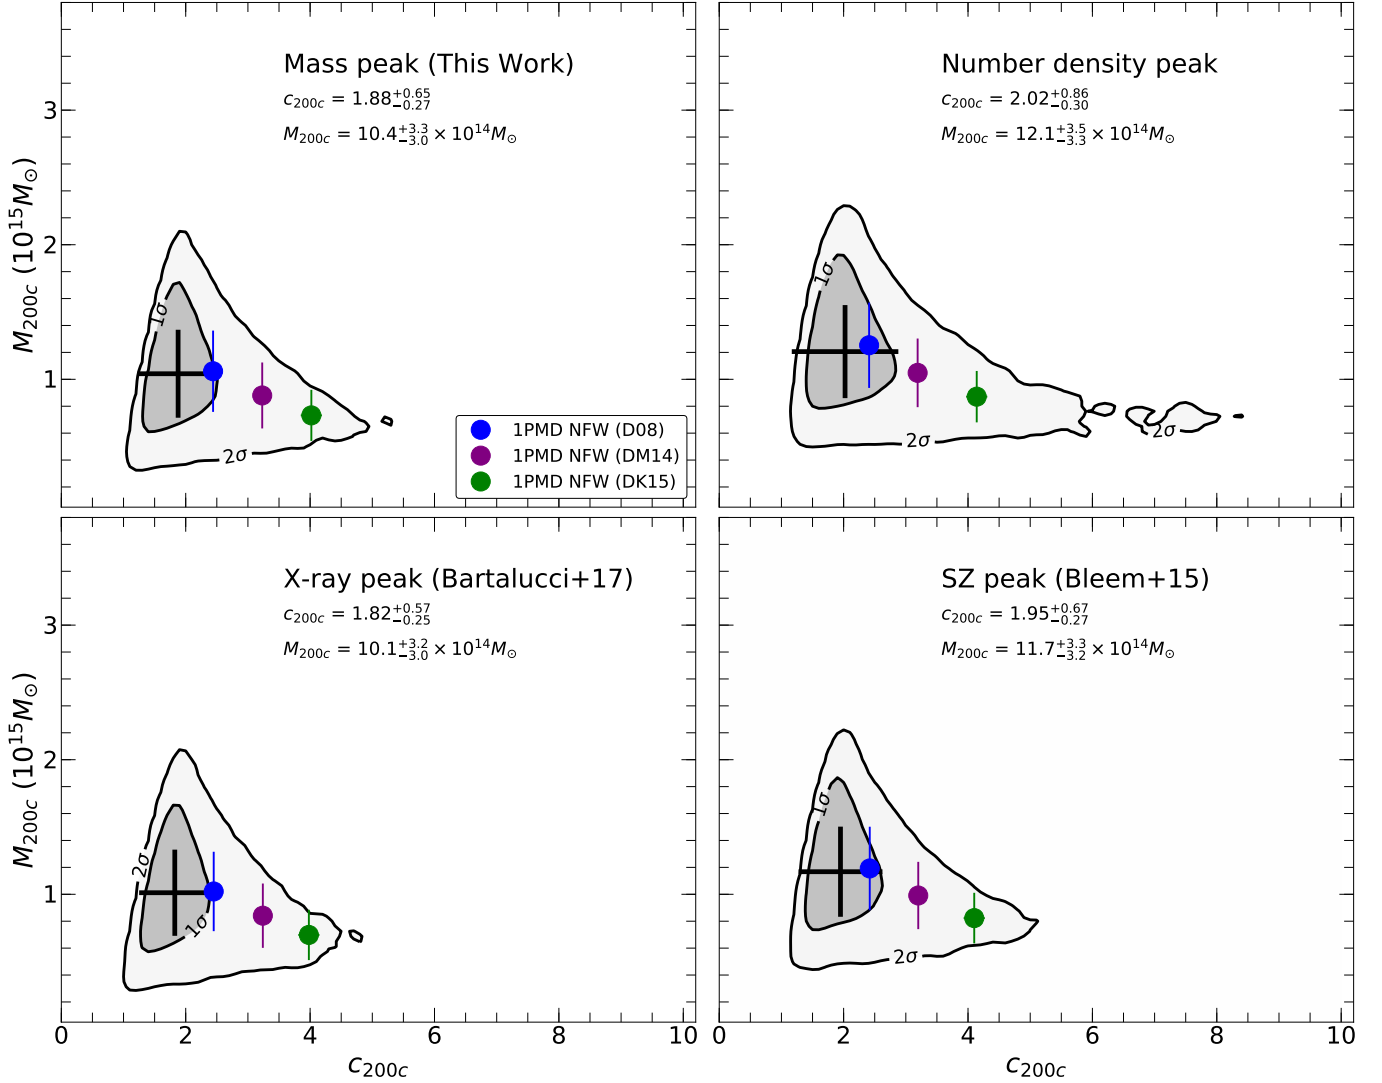 Mass peak (This Work)
c200c = 1.88+0.65−0.27
M200c = 10.4+3.3−3.0 × 10^14 M⊙
3
2
1
M200c (10^15 M⊙)
1σ
2σ
1PMD NFW (D08)
1PMD NFW (DM14)
1PMD NFW (DK15)
Number density peak
c200c = 2.02+0.86−0.30
M200c = 12.1+3.5−3.3 × 10^14 M⊙
1σ
2σ
2σ
X-ray peak (Bartalucci+17)
c200c = 1.82+0.57−0.25
M200c = 10.1+3.2−3.0 × 10^14 M⊙
3
2
1
M200c (10^15 M⊙)
2σ
1σ
0 2 4 6 8 10
c200c
SZ peak (Bleem+15)
c200c = 1.95+0.67−0.27
M200c = 11.7+3.3−3.2 × 10^14 M⊙
1σ
2σ
0 2 4 6 8 10
c200c